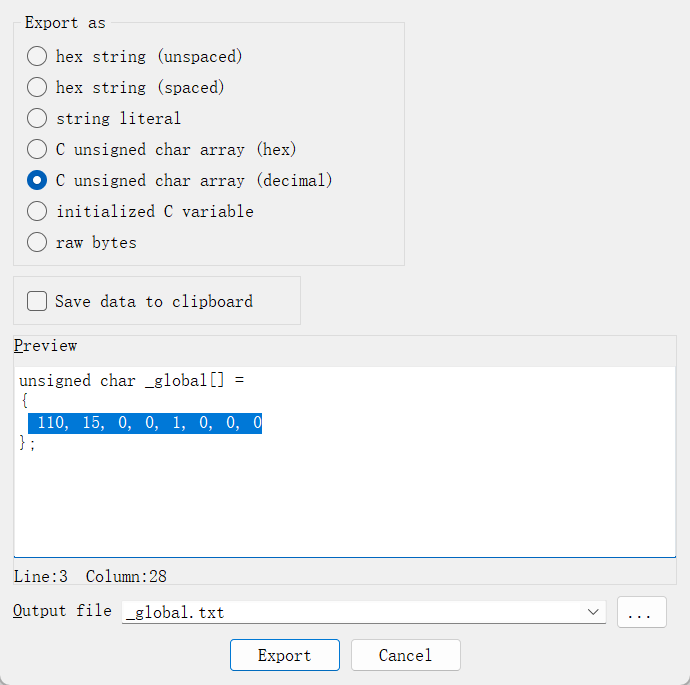 Export as
hex string (unspaced)
hex string (spaced)
string literal
C unsigned char array (hex)
C unsigned char array (decimal)
initialized C variable
raw bytes
Save data to clipboard
Preview
unsigned char _global[] =
{
  110, 15, 0, 0, 1, 0, 0, 0
};
Line:3  Column:28
Output file _global.txt ...
Export Cancel